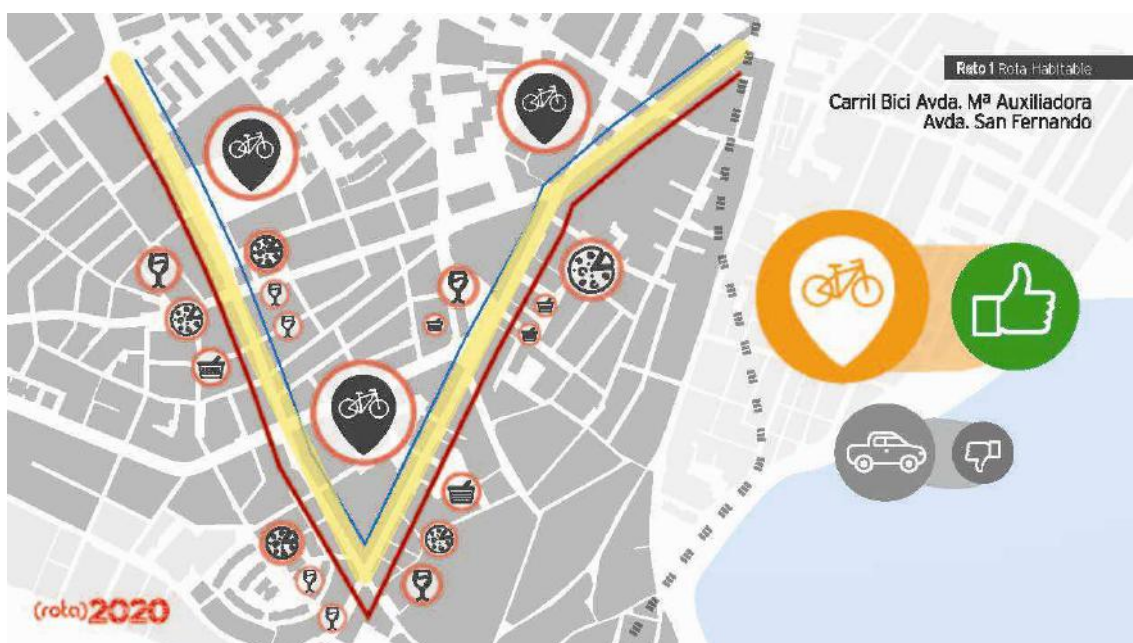 Reto 1 Rota Habitable
Carril Bici Avda. Mª Auxiliadora
Avda. San Fernando
(rota)2020